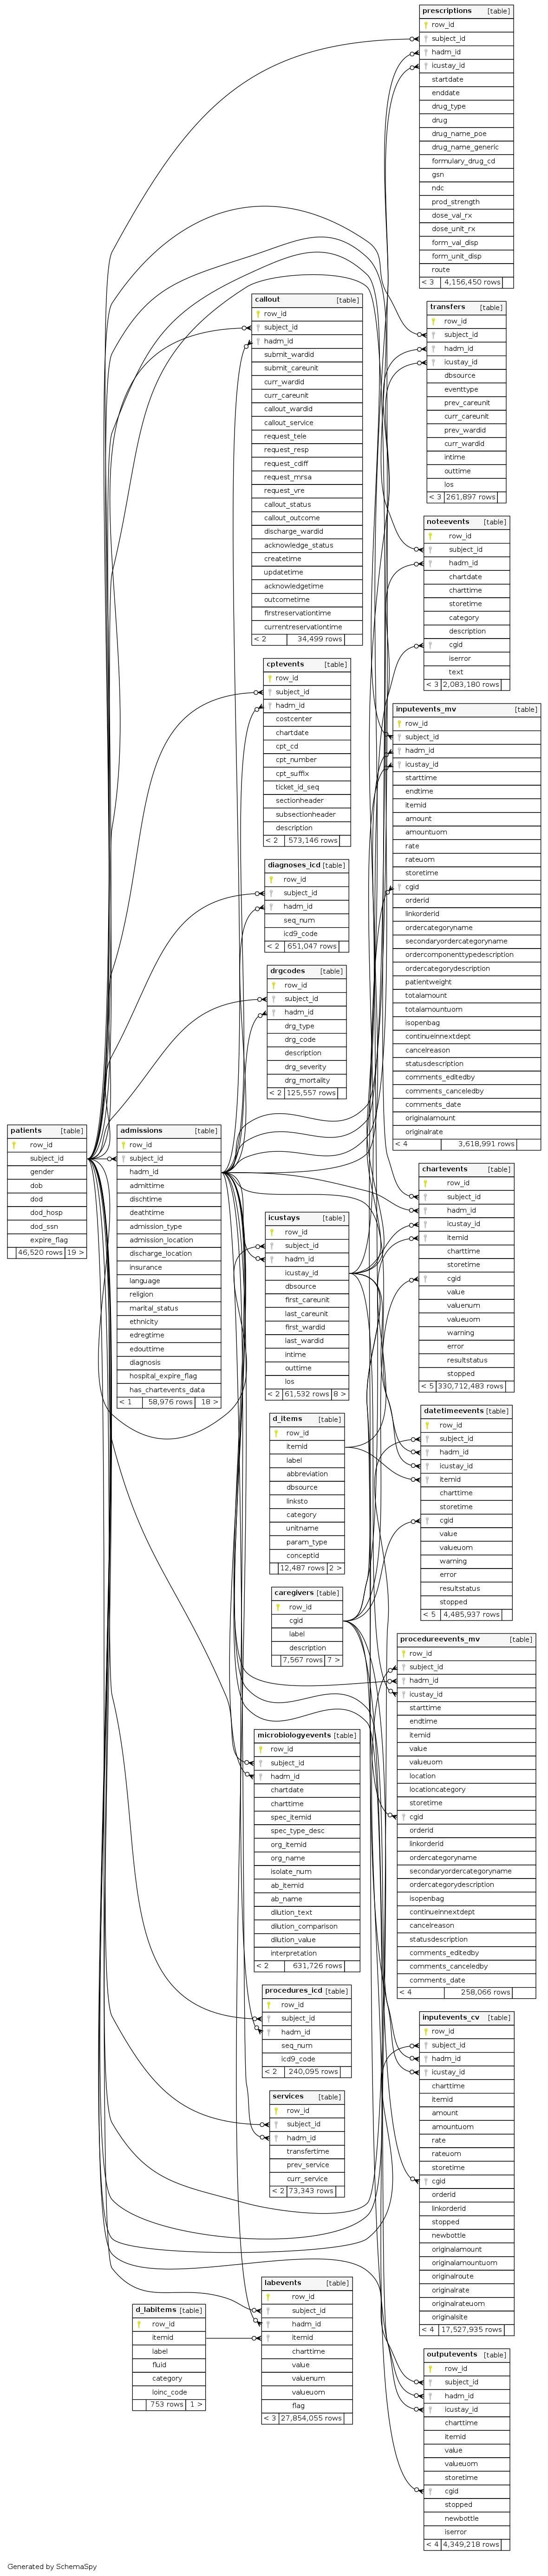 prescriptions [table]
row_id
subject_id
hadm_id
icustay_id
startdate
enddate
drug_type
drug
drug_name_poe
drug_name_generic
formulary_drug_cd
gsn
ndc
prod_strength
dose_val_rx
dose_unit_rx
form_val_disp
form_unit_disp
route
< 3 4,156,450 rows
transfers [table]
row_id
subject_id
hadm_id
icustay_id
dbsource
eventtype
prev_careunit
curr_careunit
prev_wardid
curr_wardid
intime
outtime
los
< 3 261,897 rows
callout [table]
row_id
subject_id
hadm_id
submit_wardid
submit_careunit
curr_wardid
curr_careunit
callout_wardid
callout_service
request_tele
request_resp
request_cdiff
request_mrsa
request_vre
callout_status
callout_outcome
discharge_wardid
acknowledge_status
createtime
updatetime
acknowledgetime
outcometime
firstreservationtime
currentreservationtime
< 2 34,499 rows
noteevents [table]
row_id
subject_id
hadm_id
chartdate
charttime
storetime
category
description
cgid
iserror
text
< 3 2,083,180 rows
cptevents [table]
row_id
subject_id
hadm_id
costcenter
chartdate
cpt_cd
cpt_number
cpt_suffix
ticket_id_seq
sectionheader
subsectionheader
description
< 2 573,146 rows
inputevents_mv [table]
row_id
subject_id
hadm_id
icustay_id
starttime
endtime
itemid
amount
amountuom
rate
rateuom
storetime
cgid
orderid
linkorderid
ordercategoryname
secondaryordercategoryname
ordercomponenttypedescription
ordercategorydescription
patientweight
totalamount
totalamountuom
isopenbag
continueinnextdept
cancelreason
statusdescription
comments_editedby
comments_canceledby
comments_date
originalamount
originalrate
< 4 3,618,991 rows
diagnoses_icd [table]
row_id
subject_id
hadm_id
seq_num
icd9_code
< 2 651,047 rows
drgcodes [table]
row_id
subject_id
hadm_id
drg_type
drg_code
description
drg_severity
drg_mortality
< 2 125,557 rows
patients [table]
row_id
subject_id
gender
dob
dod
dod_hosp
dod_ssn
expire_flag
46,520 rows 19 >
admissions [table]
row_id
subject_id
hadm_id
admittime
dischtime
deathtime
admission_type
admission_location
discharge_location
insurance
language
religion
marital_status
ethnicity
edregtime
edouttime
diagnosis
hospital_expire_flag
has_chartevents_data
< 1 58,976 rows 18 >
chartevents [table]
row_id
subject_id
hadm_id
icustay_id
itemid
charttime
storetime
cgid
value
valuenum
valueuom
warning
error
resultstatus
stopped
< 5 330,712,483 rows
icustays [table]
row_id
subject_id
hadm_id
icustay_id
dbsource
first_careunit
last_careunit
first_wardid
last_wardid
intime
outtime
los
< 2 61,532 rows 8 >
d_items [table]
row_id
itemid
label
abbreviation
dbsource
linksto
category
unitname
param_type
conceptid
12,487 rows 2 >
datetimeevents [table]
row_id
subject_id
hadm_id
icustay_id
itemid
charttime
storetime
cgid
value
valueuom
warning
error
resultstatus
stopped
< 5 4,485,937 rows
caregivers [table]
row_id
cgid
label
description
7,567 rows 7 >
procedureevents_mv [table]
row_id
subject_id
hadm_id
icustay_id
starttime
endtime
itemid
value
valueuom
location
locationcategory
storetime
cgid
orderid
linkorderid
ordercategoryname
secondaryordercategoryname
ordercategorydescription
isopenbag
continueinnextdept
cancelreason
statusdescription
comments_editedby
comments_canceledby
comments_date
< 4 258,066 rows
microbiologyevents [table]
row_id
subject_id
hadm_id
chartdate
charttime
spec_itemid
spec_type_desc
org_itemid
org_name
isolate_num
ab_itemid
ab_name
dilution_text
dilution_comparison
dilution_value
interpretation
< 2 631,726 rows
procedures_icd [table]
row_id
subject_id
hadm_id
seq_num
icd9_code
< 2 240,095 rows
inputevents_cv [table]
row_id
subject_id
hadm_id
icustay_id
charttime
itemid
amount
amountuom
rate
rateuom
storetime
cgid
orderid
linkorderid
stopped
newbottle
originalamount
originalamountuom
originalroute
originalrate
originalrateuom
originalsite
< 4 17,527,935 rows
services [table]
row_id
subject_id
hadm_id
transfertime
prev_service
curr_service
< 2 73,343 rows
labevents [table]
row_id
subject_id
hadm_id
itemid
charttime
value
valuenum
valueuom
flag
< 3 27,854,055 rows
d_labitems [table]
row_id
itemid
label
fluid
category
loinc_code
753 rows 1 >
outputevents [table]
row_id
subject_id
hadm_id
icustay_id
charttime
itemid
value
valueuom
storetime
cgid
stopped
newbottle
iserror
< 4 4,349,218 rows
Generated by SchemaSpy